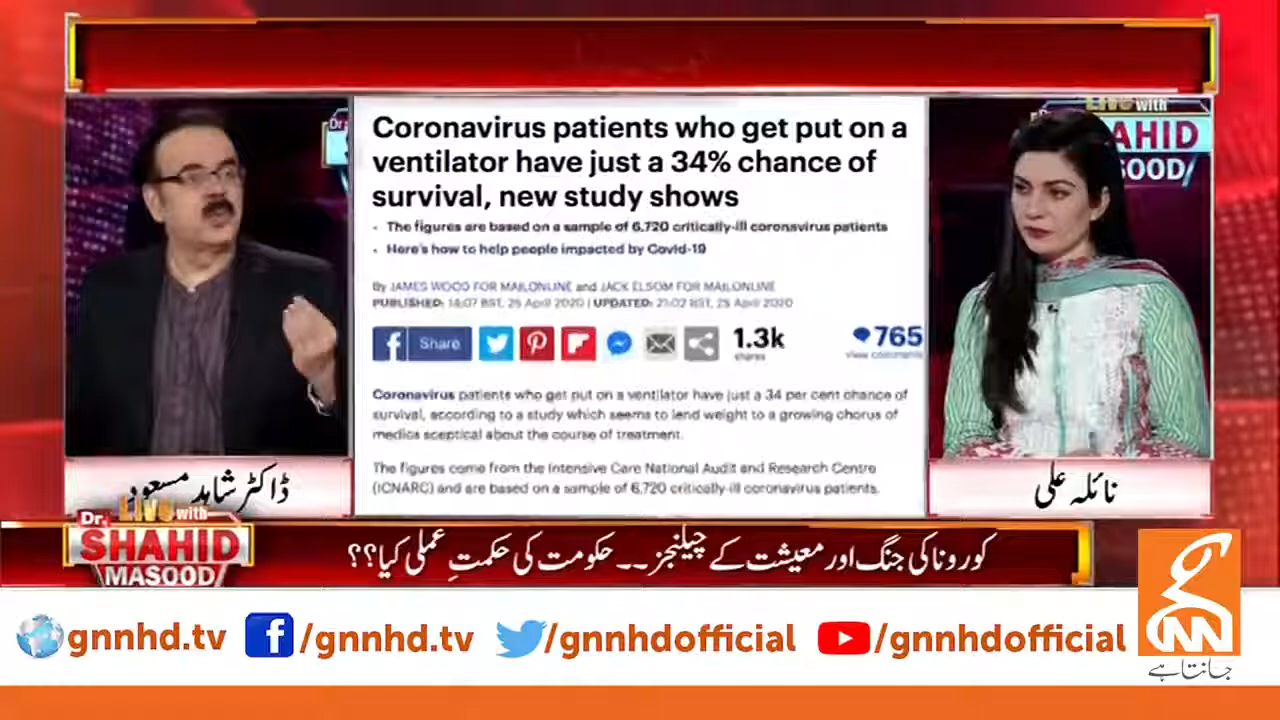 Live with
HAHID
SOOD
Coronavirus patients who get put on a
ventilator have just a 34% chance of
survival, new study shows
• The figures are based on a sample of 6,720 critically-ill coronavirus patients
• Here's how to help people impacted by Covid-19
By JAMES WOOD FOR MAILONLINE and JACK ELSOM FOR MAILONLINE
PUBLISHED: 14:07 BST, 25 April 2020 | UPDATED: 21:02 BST, 25 April 2020
Share
1.3k
shares
765
View comments
Coronavirus patients who get put on a ventilator have just a 34 per cent chance of
survival, according to a study which seems to lend weight to a growing chorus of
medics sceptical about the course of treatment.
The figures come from the Intensive Care National Audit and Research Centre
(ICNARC) and are based on a sample of 6,720 critically-ill coronavirus patients.
ڈاکٹر شاہد مسعود
نائلہ علی
Live with
Dr.
SHAHID
MASOOD
کورونا کی جنگ اور معیشت کے چیلنجز .. حکومت کی حکمتِ عملی کیا؟؟
gnnhd.tv
/gnnhd.tv
/gnnhdofficial
/gnnhdofficial
GNN
جانتا ہے